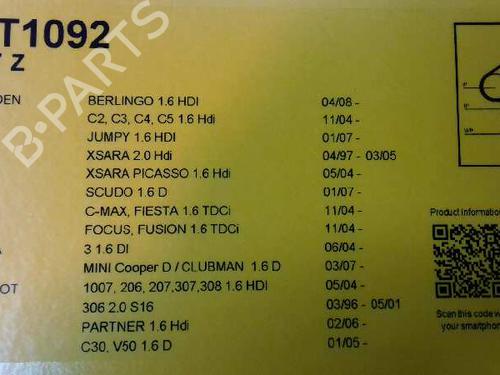 T1092
7 Z
DEN
BERLINGO 1.6 HDI 04/08 -
C2, C3, C4, C5 1.6 Hdi 11/04 -
JUMPY 1.6 HDI 01/07 -
XSARA 2.0 Hdi 04/97 - 03/05
XSARA PICASSO 1.6 Hdi 05/04 -
SCUDO 1.6 D 01/07 -
C-MAX, FIESTA 1.6 TDCi 11/04 -
FOCUS, FUSION 1.6 TDCi 11/04 -
A 3 1.6 DI 06/04 -
MINI Cooper D / CLUBMAN 1.6 D 03/07 -
OT 1007, 206, 207,307,308 1.6 HDI 05/04 -
306 2.0 S16 03/96 - 05/01
PARTNER 1.6 Hdi 02/06 -
C30, V50 1.6 D 01/05 -
Product information
Scan this code w
your smartphon
B-PARTS